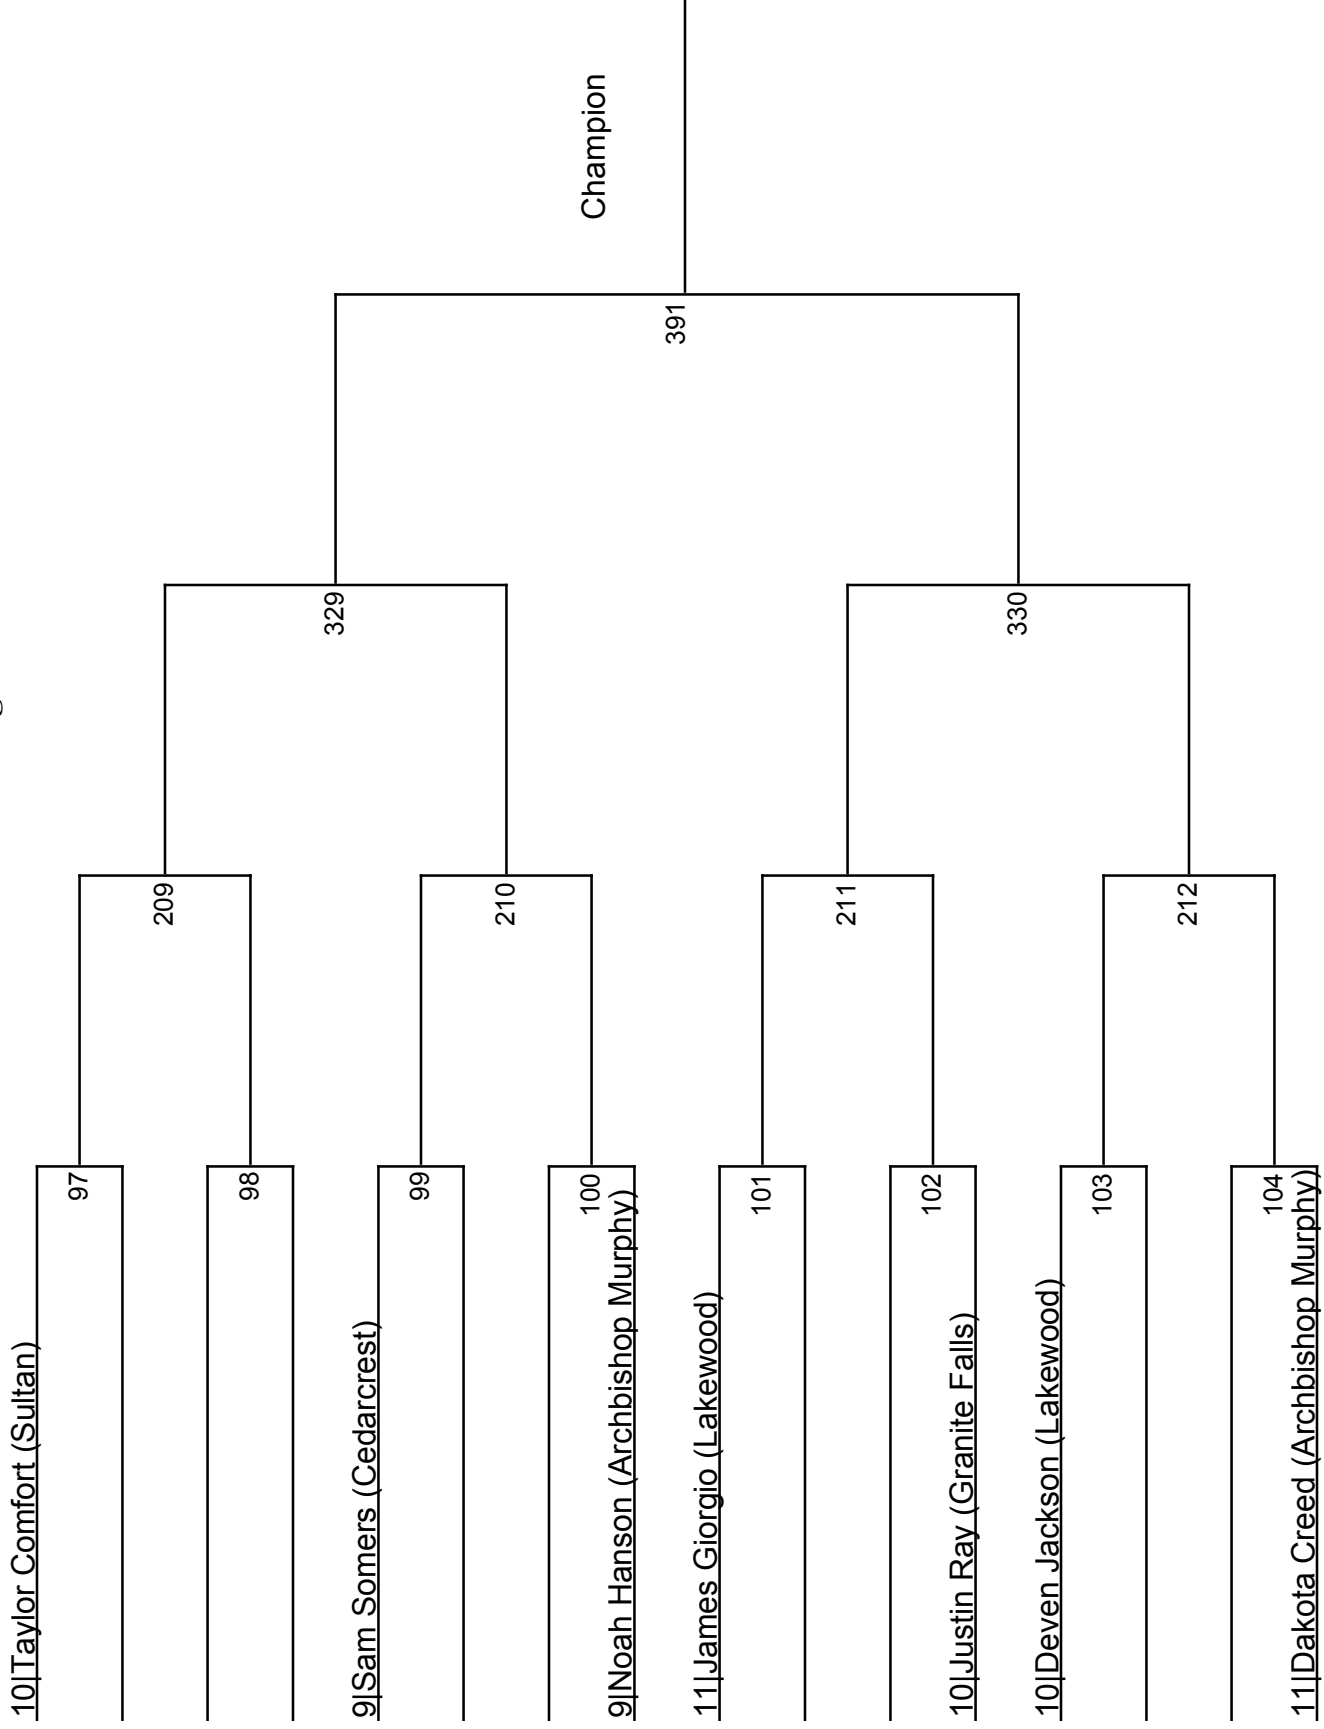 10|Taylor Comfort (Sultan)
97
98
9|Sam Somers (Cedarcrest)
99
100
9|Noah Hanson (Archbishop Murphy)
11|James Giorgio (Lakewood)
101
102
10|Justin Ray (Granite Falls)
10|Deven Jackson (Lakewood)
103
104
11|Dakota Creed (Archbishop Murphy)
209
210
211
212
329
330
391
Champion